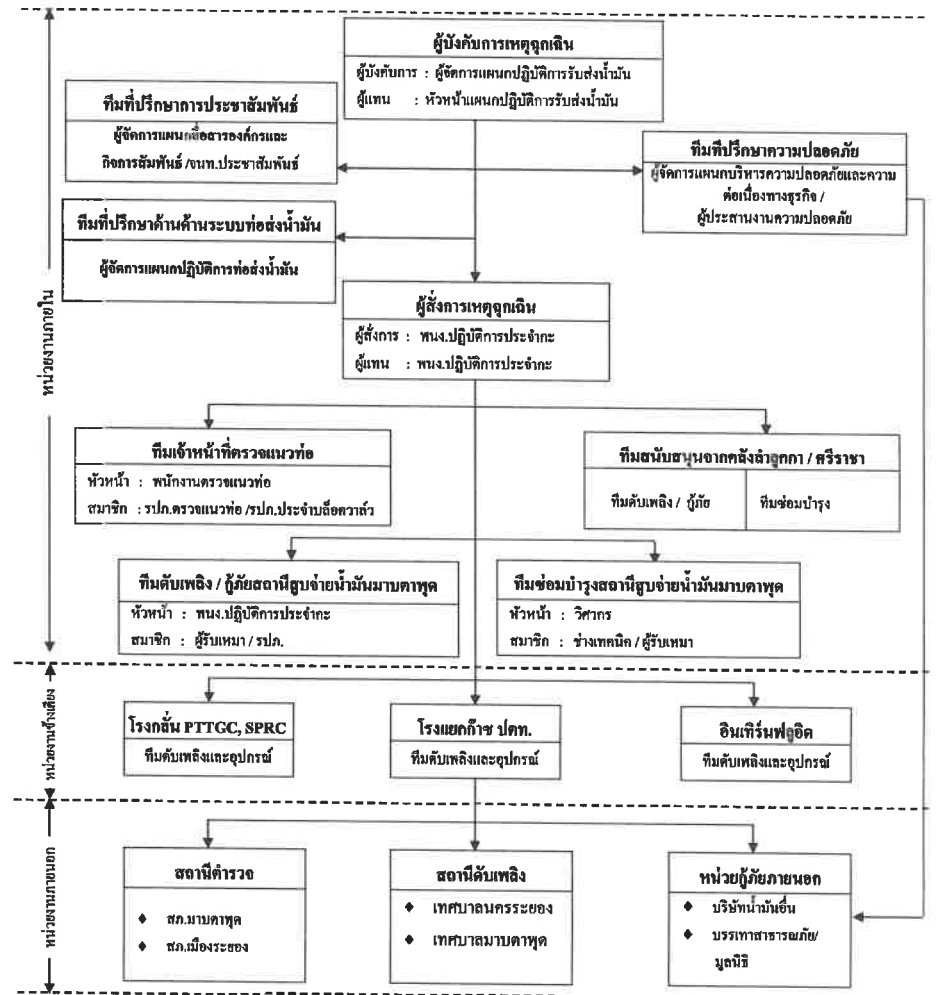 ผู้บังคับการเหตุฉุกเฉิน
ผู้บังคับการ : ผู้จัดการแผนกปฏิบัติการรับส่งน้ำมัน
ผู้แทน : หัวหน้าแผนกปฏิบัติการรับส่งน้ำมัน
ทีมที่ปรึกษาการประชาสัมพันธ์
ผู้จัดการแผนกสื่อสารองค์กรและ
กิจการสัมพันธ์ /จนท.ประชาสัมพันธ์
ทีมที่ปรึกษาความปลอดภัย
ผู้จัดการแผนกบริหารความปลอดภัยและความ
ต่อเนื่องทางธุรกิจ /
ผู้ประสานงานความปลอดภัย
ทีมที่ปรึกษาด้านด้านระบบท่อส่งน้ำมัน
ผู้จัดการแผนกปฏิบัติการท่อส่งน้ำมัน
หน่วยงานภายใน
ผู้สั่งการเหตุฉุกเฉิน
ผู้สั่งการ : พนง.ปฏิบัติการประจำกะ
ผู้แทน : พนง.ปฏิบัติการประจำกะ
ทีมเจ้าหน้าที่ตรวจแนวท่อ
หัวหน้า : พนักงานตรวจแนวท่อ
สมาชิก : รปภ.ตรวจแนวท่อ /รปภ.ประจำบล็อควาล์ว
ทีมสนับสนุนจากคลังลำลูกกา / ศรีราชา
ทีมดับเพลิง / กู้ภัย
ทีมซ่อมบำรุง
ทีมดับเพลิง / กู้ภัยสถานีสูบจ่ายน้ำมันมาบตาพุด
หัวหน้า : พนง.ปฏิบัติการประจำกะ
สมาชิก : ผู้รับเหมา / รปภ.
ทีมซ่อมบำรุงสถานีสูบจ่ายน้ำมันมาบตาพุด
หัวหน้า : วิศวกร
สมาชิก : ช่างเทคนิค / ผู้รับเหมา
หน่วยงานข้างเคียง
โรงกลั่น PTTGC, SPRC
ทีมดับเพลิงและอุปกรณ์
โรงแยกก๊าซ ปตท.
ทีมดับเพลิงและอุปกรณ์
อินเทิร์นฟลูอิด
ทีมดับเพลิงและอุปกรณ์
หน่วยงานภายนอก
สถานีตำรวจ
♦ สภ.มาบตาพุด
♦ สภ.เมืองระยอง
สถานีดับเพลิง
♦ เทศบาลนครระยอง
♦ เทศบาลมาบตาพุด
หน่วยกู้ภัยภายนอก
♦ บริษัทน้ำมันอื่น
♦ บรรเทาสาธารณภัย/
มูลนิธิ